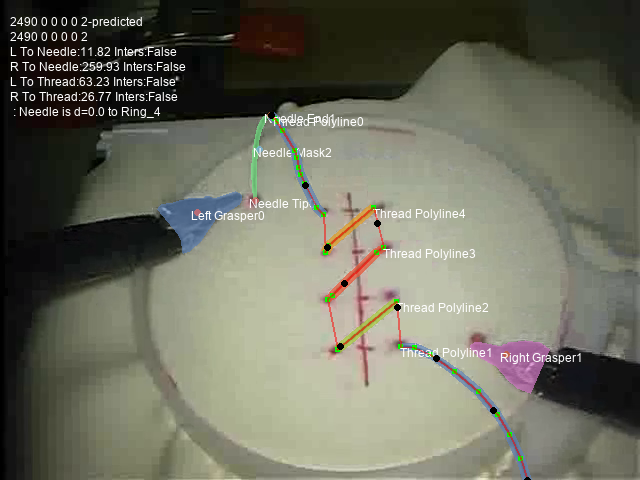 2490 0 0 0 0 2-predicted
2490 0 0 0 0 2
L To Needle:11.82 Inters:False
R To Needle:259.93 Inters:False
L To Thread:63.23 Inters:False
R To Thread:26.77 Inters:False
: Needle is d=0.0 to Ring_4
Needle End1
Thread Polyline0
Needle Mask2
Needle Tip
Left Grasper0
Thread Polyline4
Thread Polyline3
Thread Polyline2
Thread Polyline1
Right Grasper1